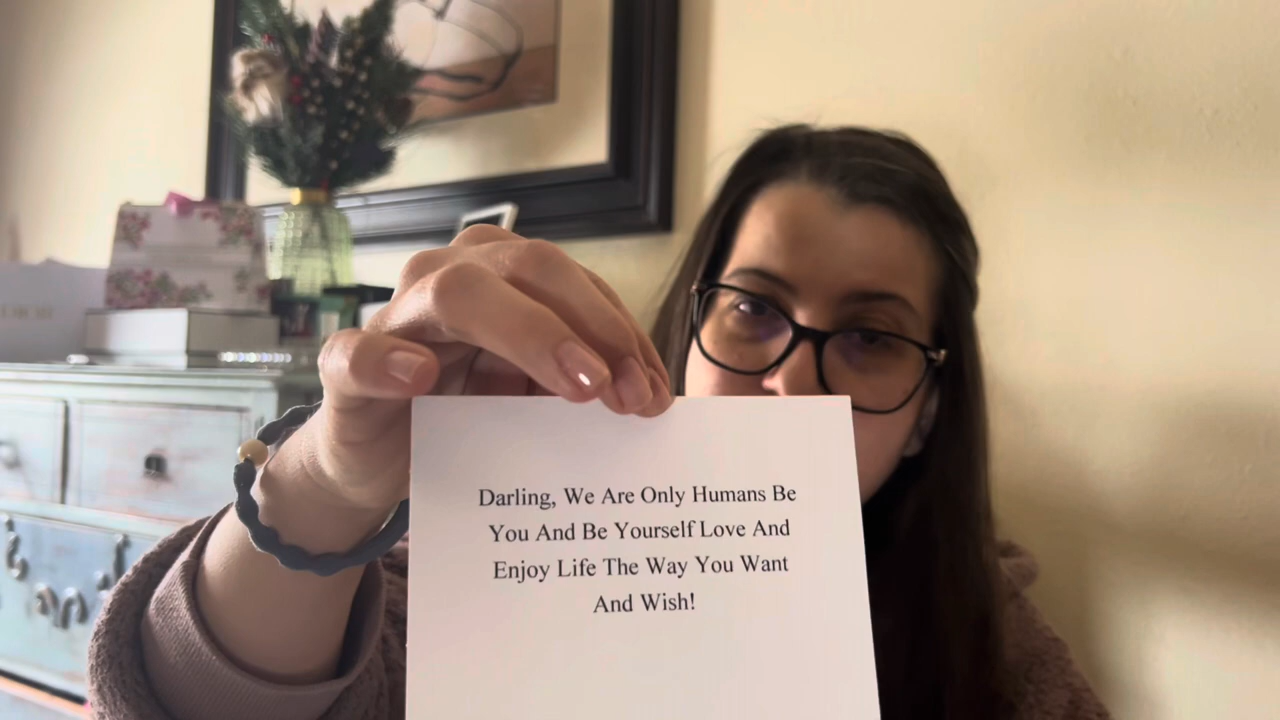 DIOR
Darling, We Are Only Humans Be
You And Be Yourself Love And
Enjoy Life The Way You Want
And Wish!